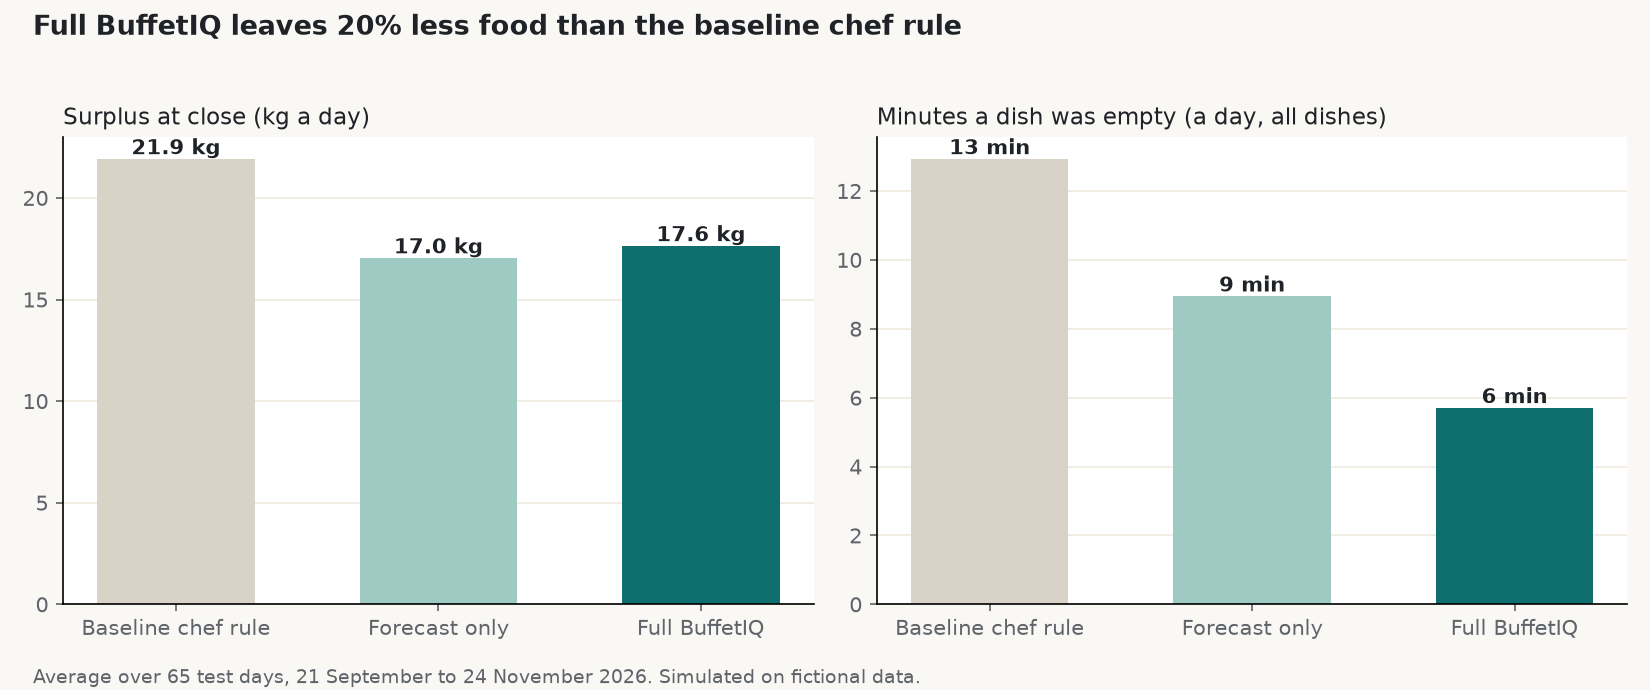 Full BuffetIQ leaves 20% less food than the baseline chef rule
Surplus at close (kg a day)
21.9 kg
17.0 kg
17.6 kg
20
15
10
5
0
Baseline chef rule
Forecast only
Full BuffetIQ
Minutes a dish was empty (a day, all dishes)
13 min
9 min
6 min
12
10
8
6
4
2
0
Baseline chef rule
Forecast only
Full BuffetIQ
Average over 65 test days, 21 September to 24 November 2026. Simulated on fictional data.